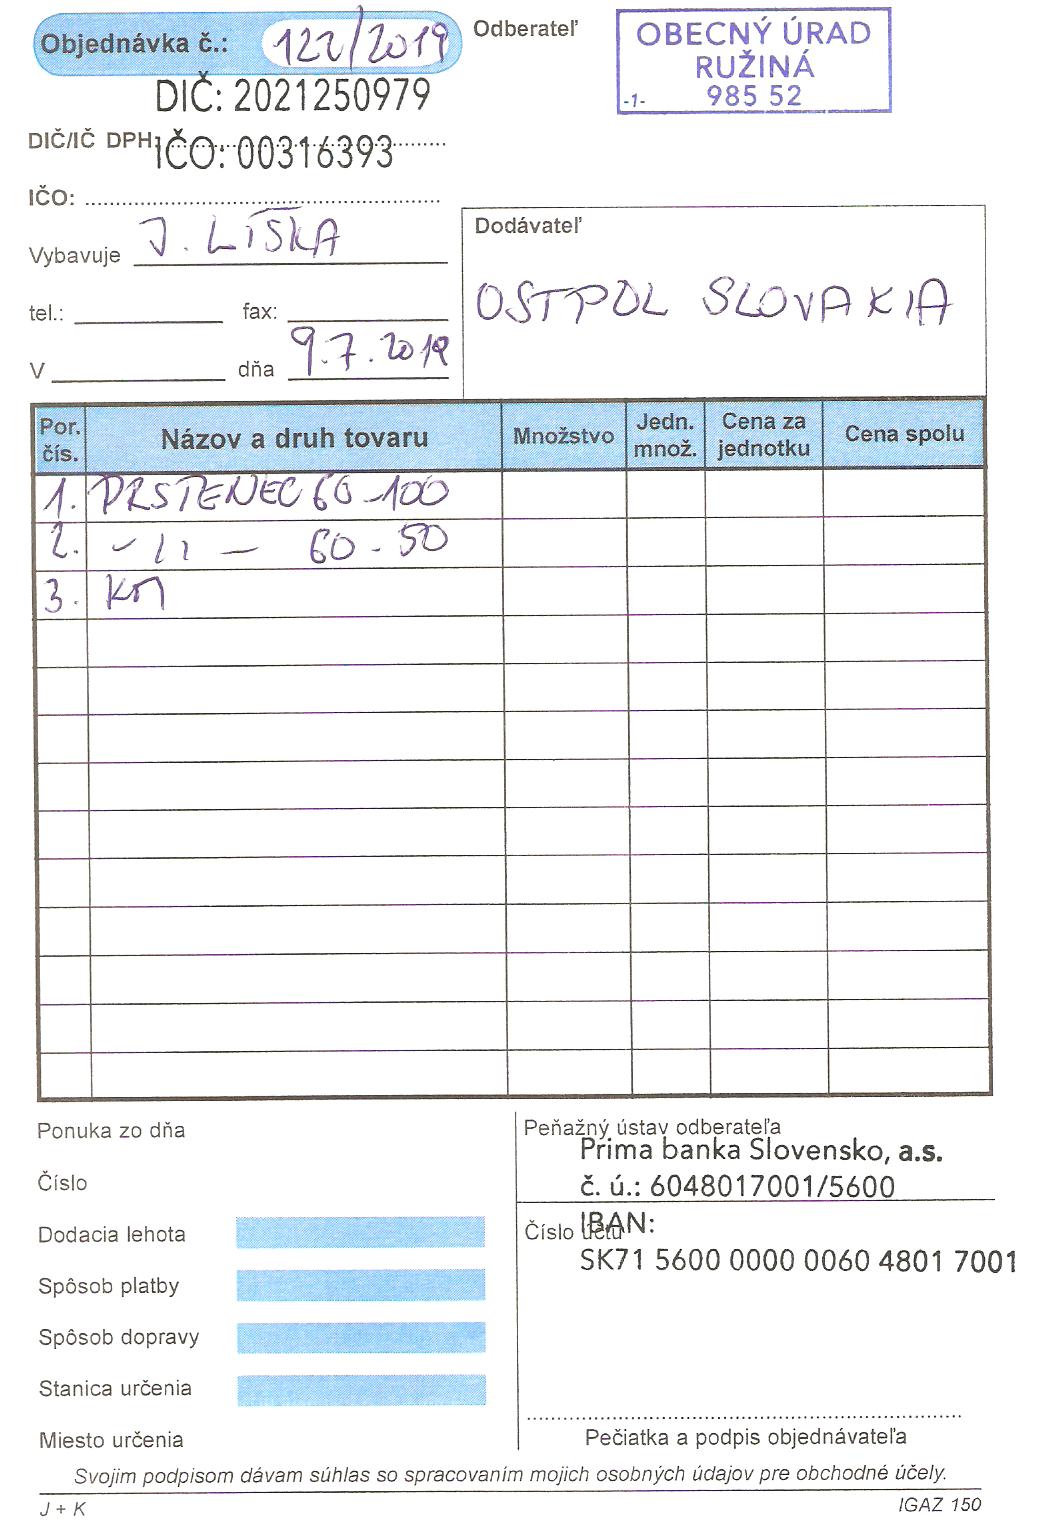 Objednávka č.: 122/2019
Odberateľ
OBECNÝ ÚRAD
RUŽINÁ
-1- 985 52
DIČ: 2021250979
DIČ/IČ DPH:
IČO: 00316393
IČO:
Vybavuje J. LÍŠKA
tel.: fax:
V dňa 9.7.2019
Dodávateľ
OSTPOL SLOVAKIA
Por. čís. Názov a druh tovaru Množstvo Jedn. množ. Cena za jednotku Cena spolu
1. PRSTENEC 60-100
2. -11- 60-50
3. KM
Ponuka zo dňa
Číslo
Dodacia lehota
Spôsob platby
Spôsob dopravy
Stanica určenia
Miesto určenia
Peňažný ústav odberateľa
Prima banka Slovensko, a.s.
č. ú.: 6048017001/5600
IBAN:
Číslo účtu
SK71 5600 0000 0060 4801 7001
Pečiatka a podpis objednávateľa
Svojim podpisom dávam súhlas so spracovaním mojich osobných údajov pre obchodné účely.
J + K IGAZ 150